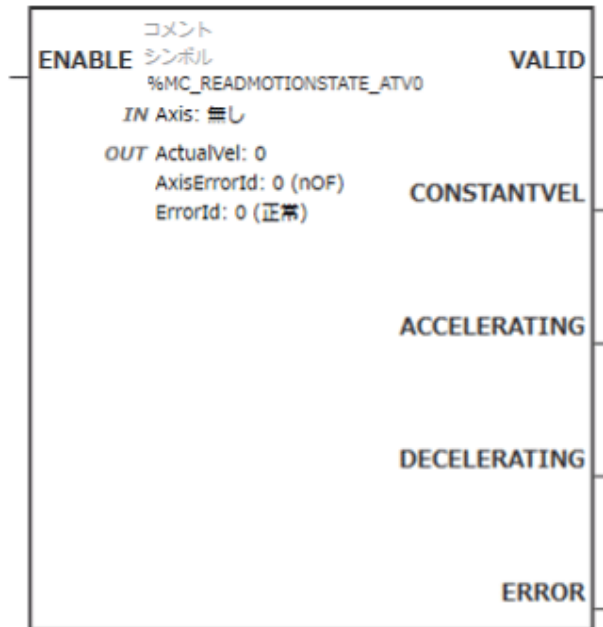 コメント
ENABLE シンボル VALID
%MC_READMOTIONSTATE_ATV0
IN Axis: 無し
OUT ActualVel: 0
AxisErrorId: 0 (nOF) CONSTANTVEL
ErrorId: 0 (正常)
ACCELERATING
DECELERATING
ERROR